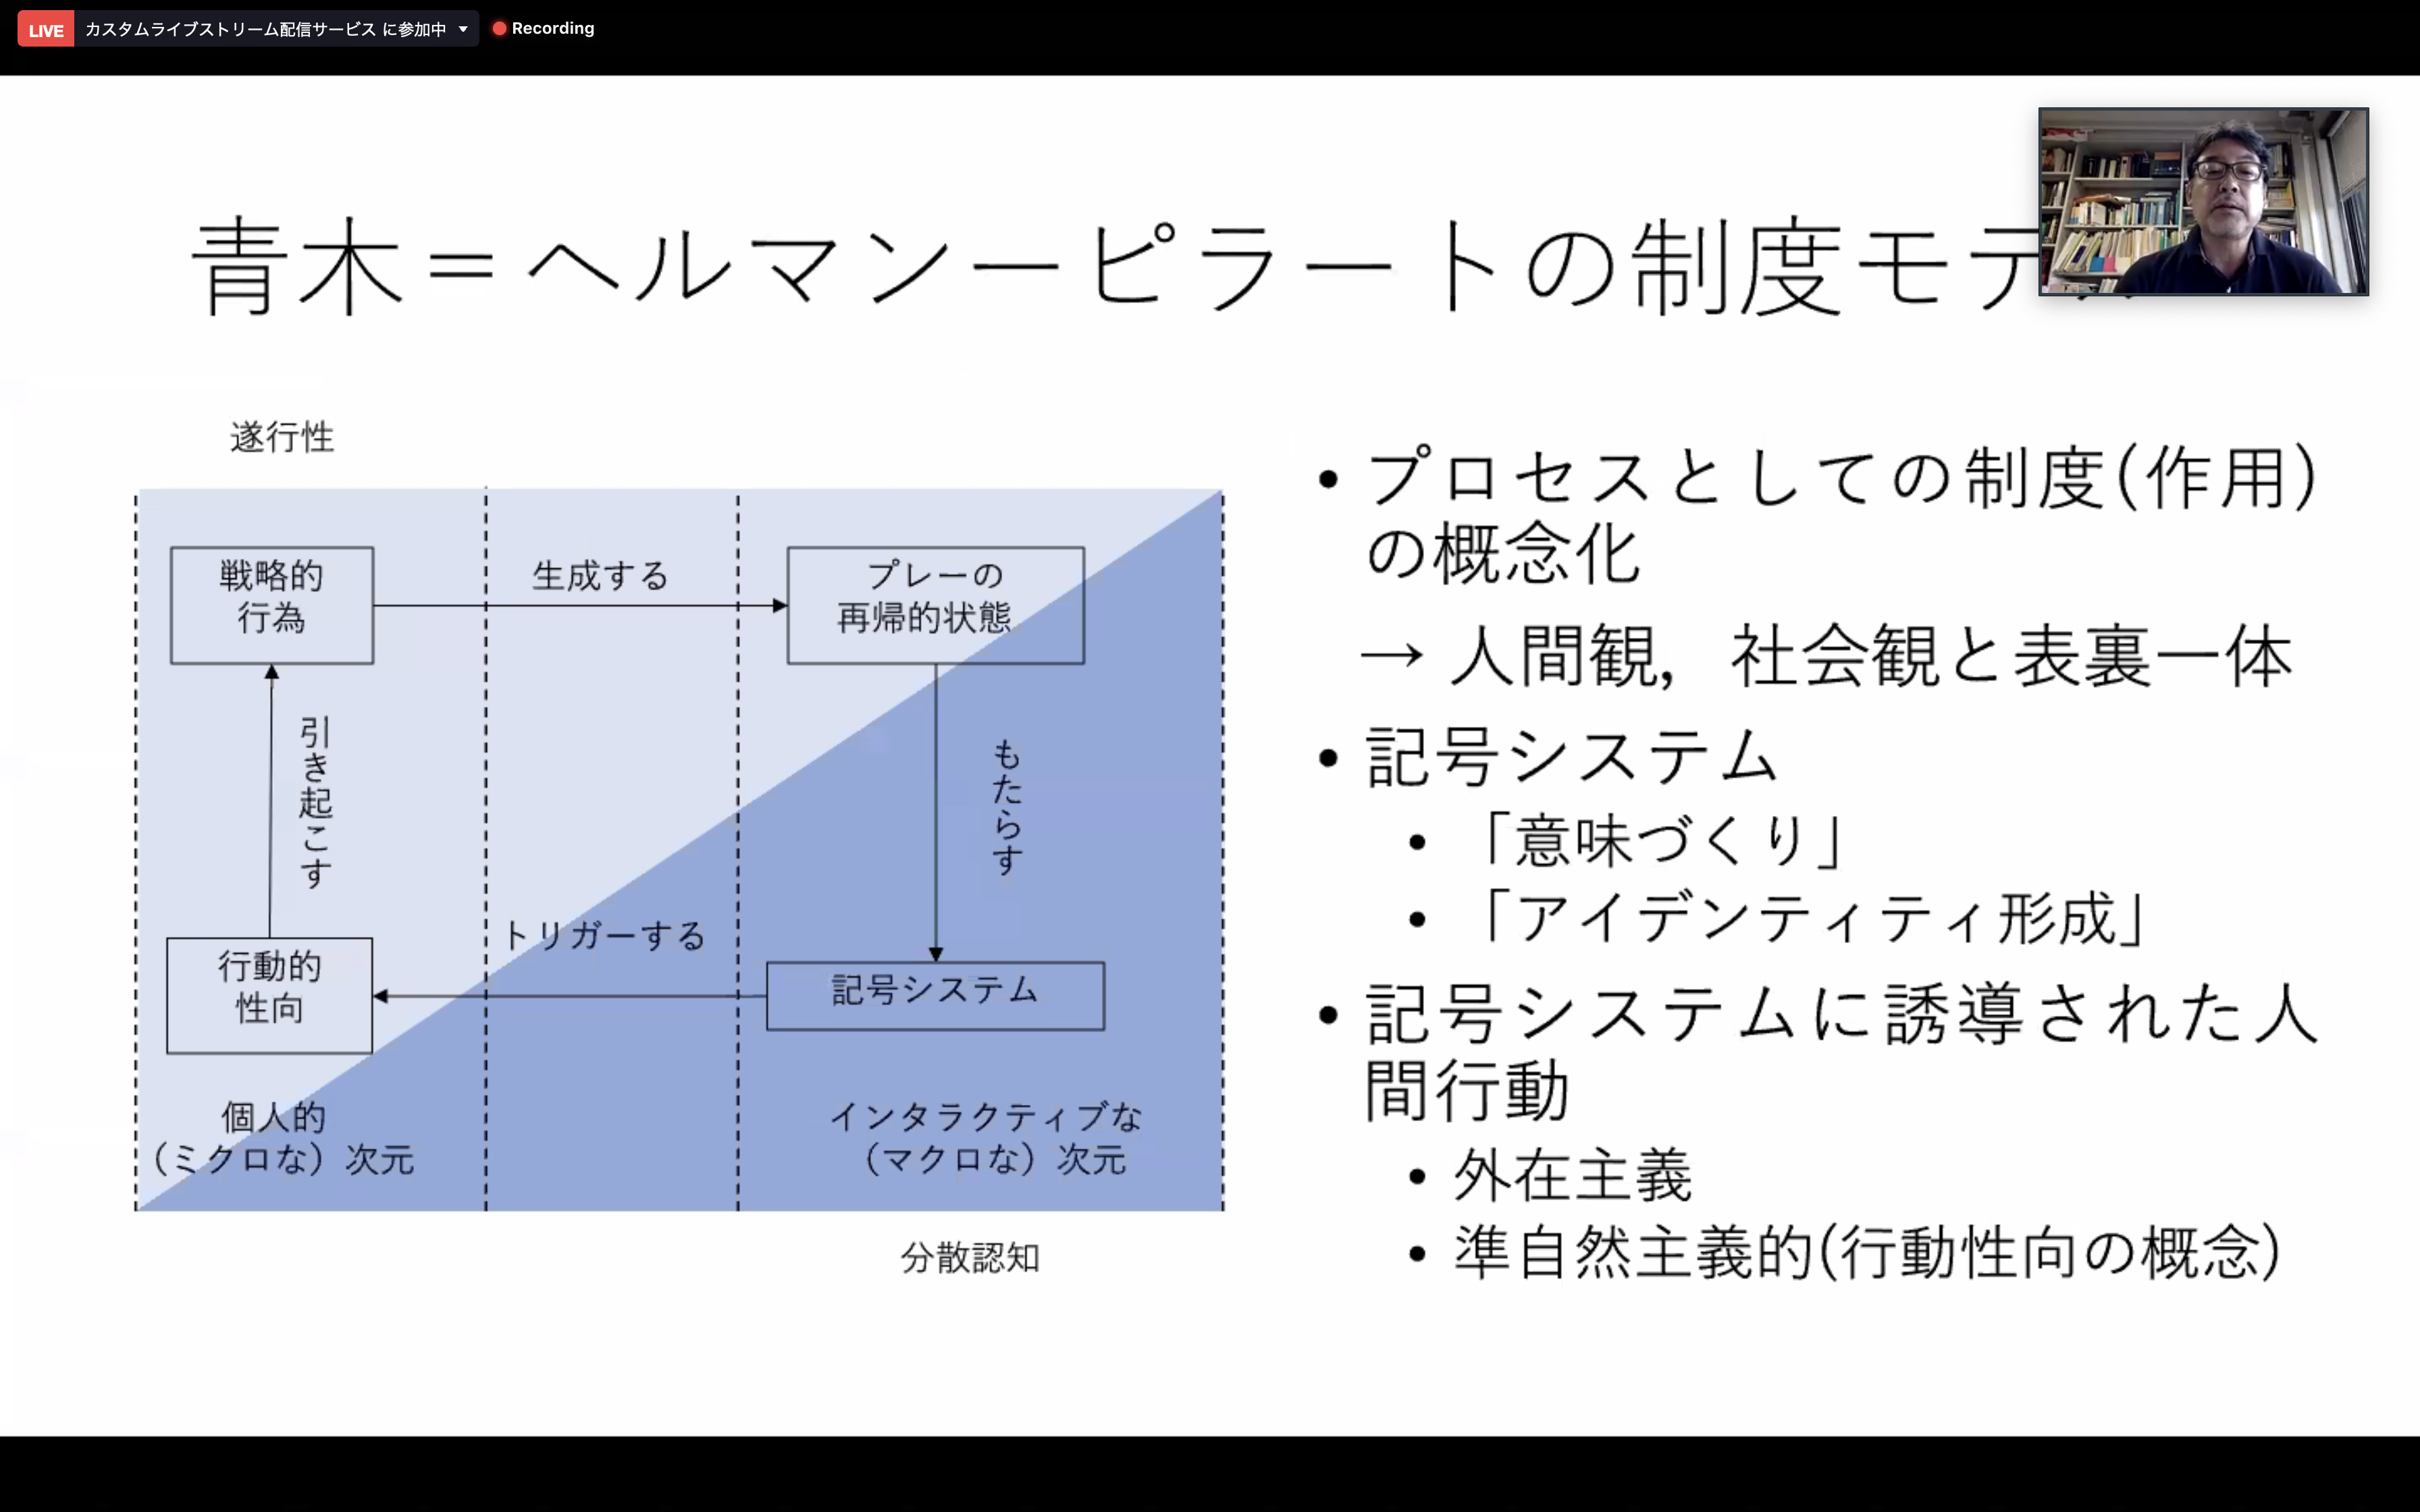 LIVE カスタムライブストリーム配信サービス に参加中 Recording
青木＝ヘルマンーピラートの制度モデ
遂行性
戦略的
行為
生成する
プレーの
再帰的状態
引き起こす
もたらす
トリガーする
行動的
性向
記号システム
個人的
（ミクロな）次元
インタラクティブな
（マクロな）次元
分散認知
• プロセスとしての制度(作用)
の概念化
→ 人間観，社会観と表裏一体
• 記号システム
• 「意味づくり」
• 「アイデンティティ形成」
• 記号システムに誘導された人
間行動
• 外在主義
• 準自然主義的(行動性向の概念)